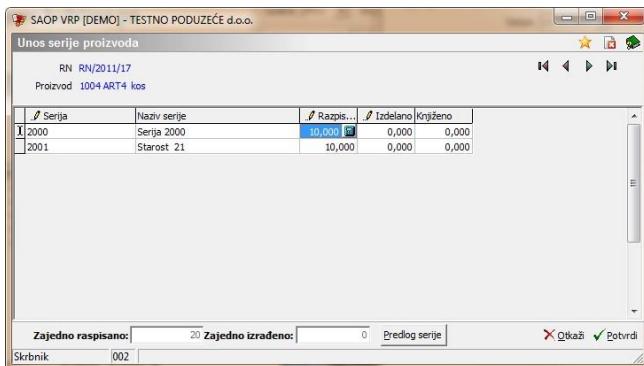 SAOP VRP [DEMO] - TESTNO PODUZEĆE d.o.o.
Unos serije proizvoda
RN RN/2011/17
Proizvod 1004 ART4 kos
Serija Naziv serije Razpis... Izdelano Knjiženo
2000 Serija 2000 10,000 0,000 0,000
2001 Starost 21 10,000 0,000 0,000
Zajedno raspisano: 20 Zajedno izrađeno: 0 Predlog serije Otkaži Potvrdi
Skrbnik 002